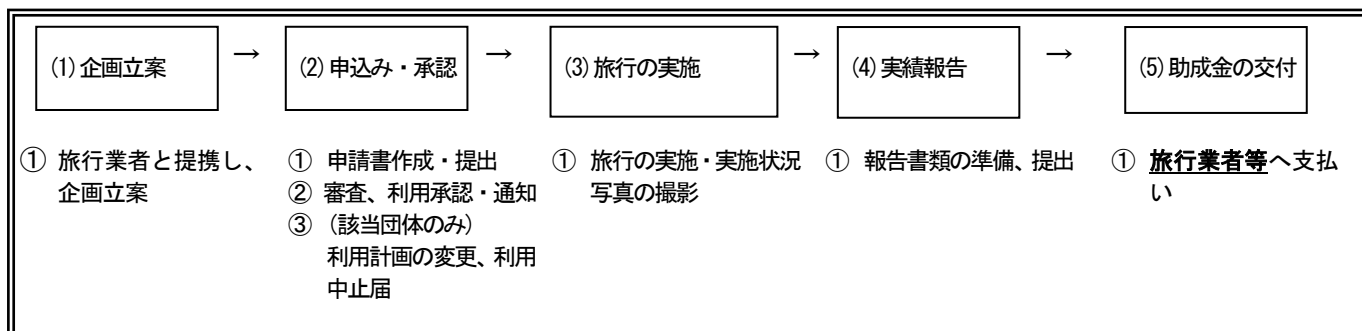 (1) 企画立案 → (2) 申込み・承認 → (3) 旅行の実施 → (4) 実績報告 → (5) 助成金の交付
① 旅行業者と提携し、
企画立案
① 申請書作成・提出
② 審査、利用承認・通知
③ （該当団体のみ）
利用計画の変更、利用
中止届
① 旅行の実施・実施状況
写真の撮影
① 報告書類の準備、提出
① 旅行業者等へ支払
い